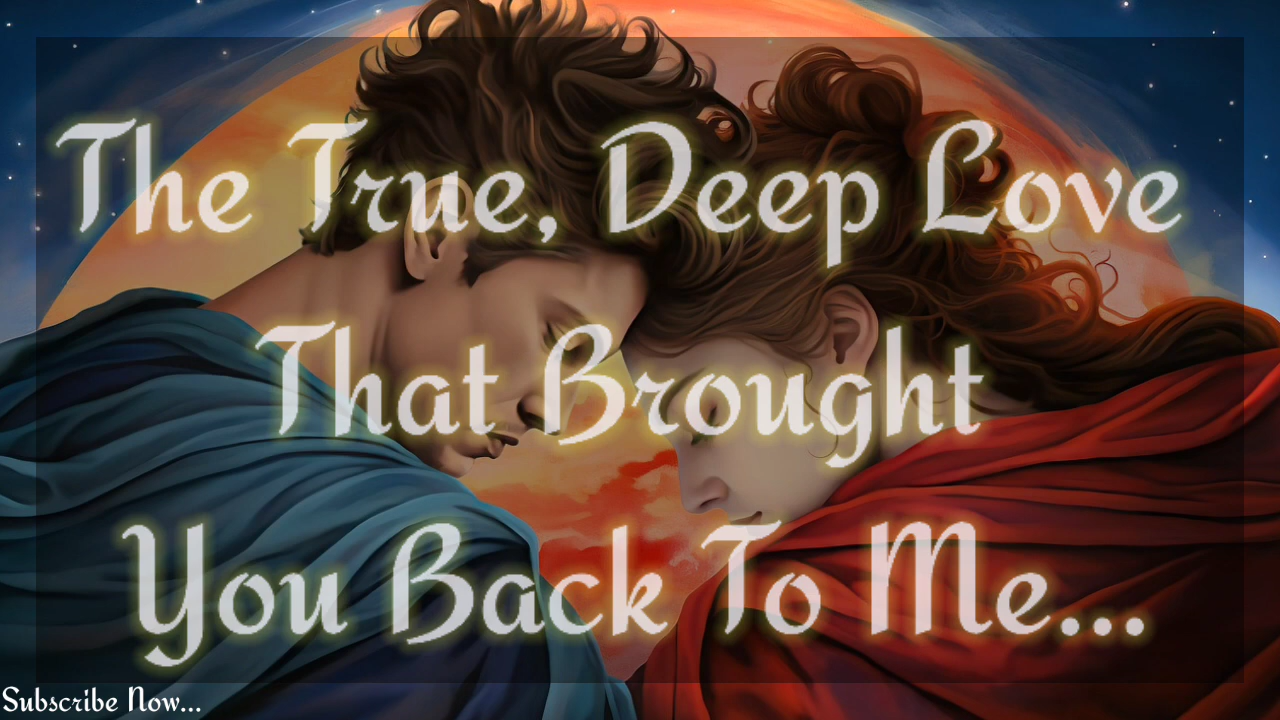 The True, Deep Love
That Brought
You Back To Me...
Subscribe Now...